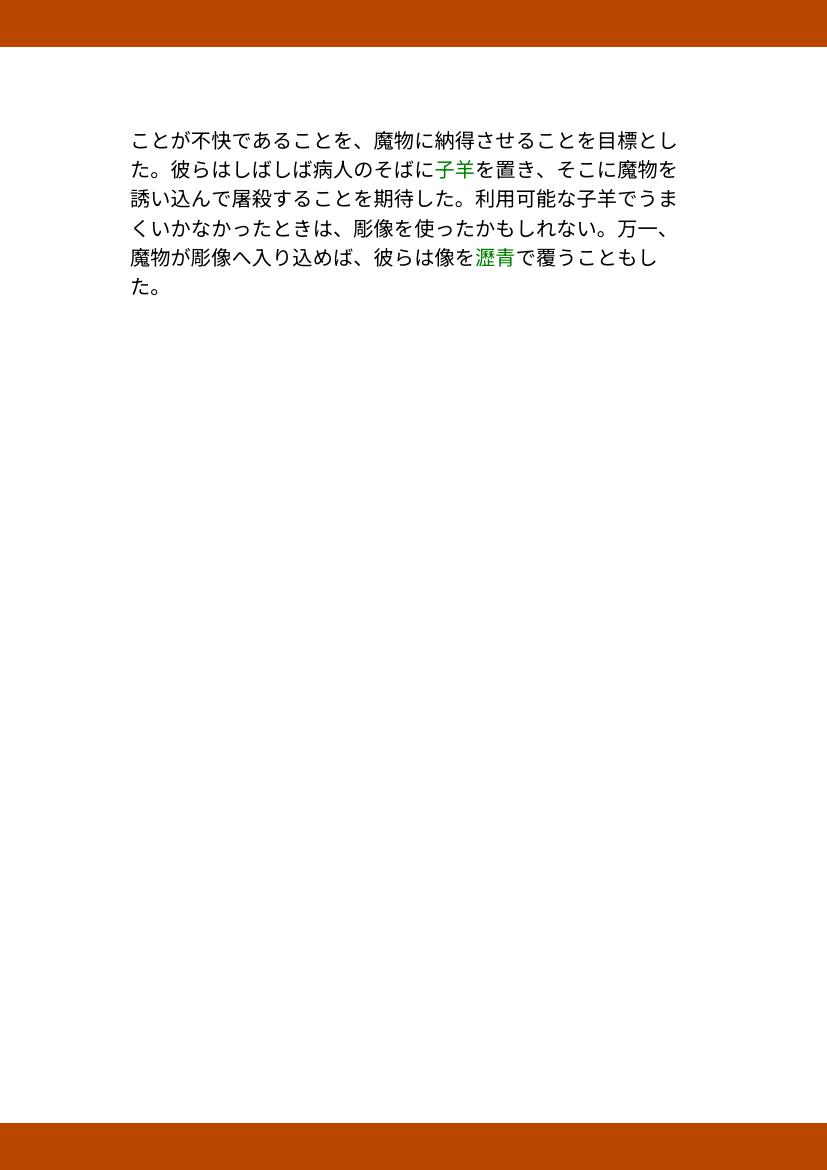 ことが不快であることを、魔物に納得させることを目標とし
た。彼らはしばしば病人のそばに子羊を置き、そこに魔物を
誘い込んで屠殺することを期待した。利用可能な子羊でうま
くいかなかったときは、彫像を使ったかもしれない。万一、
魔物が彫像へ入り込めば、彼らは像を瀝青で覆うこともし
た。